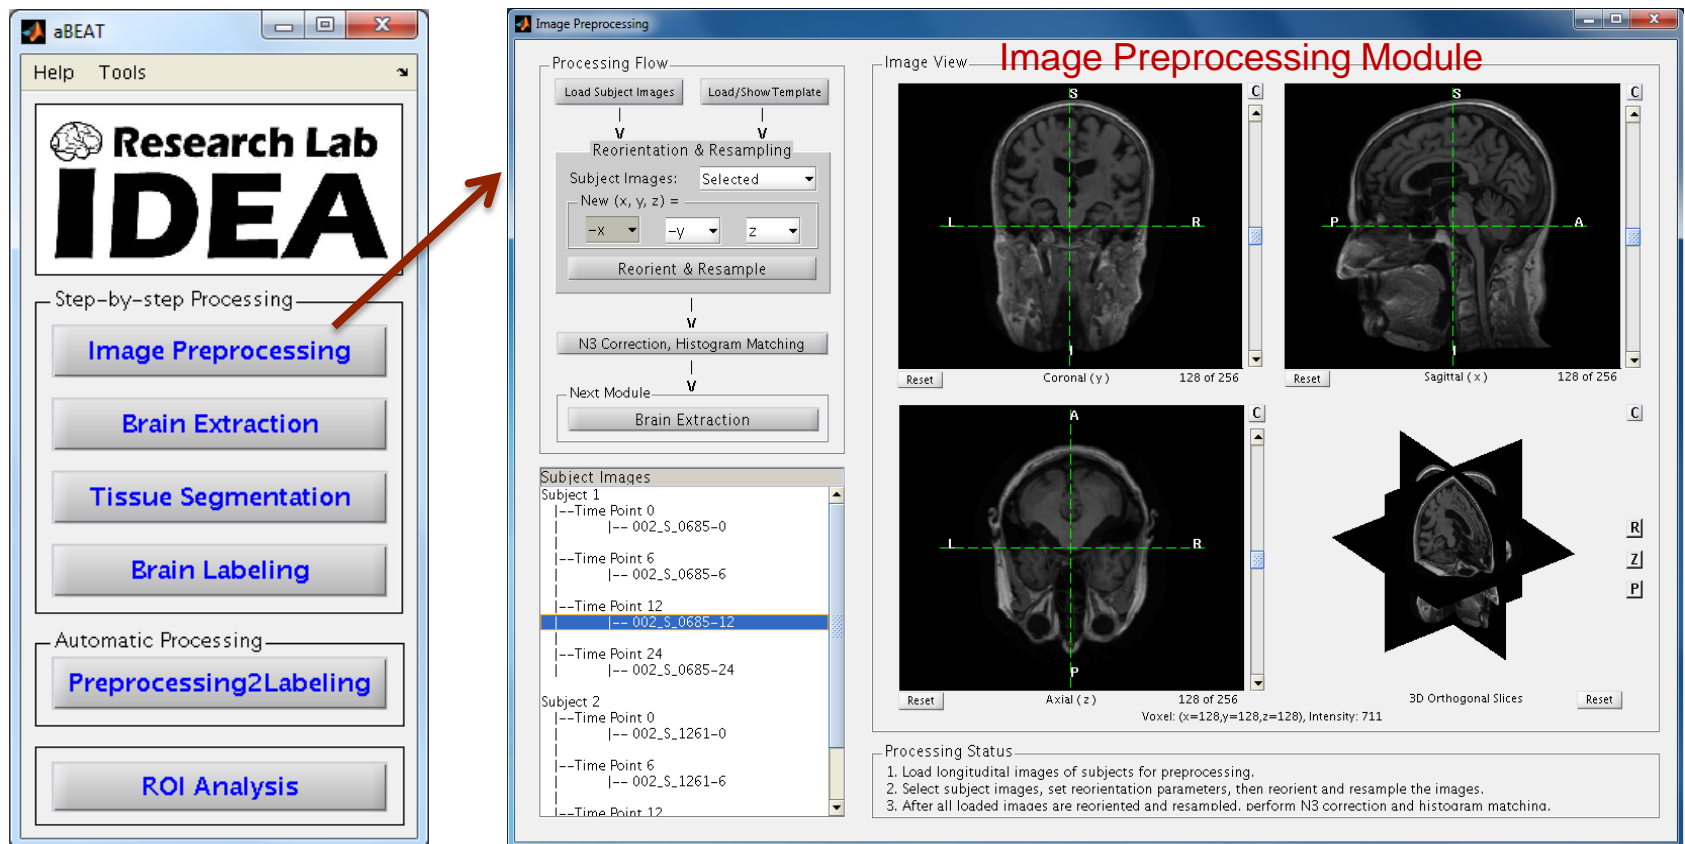 aBEAT
Help Tools
Research Lab
IDEA
Step-by-step Processing
Image Preprocessing
Brain Extraction
Tissue Segmentation
Brain Labeling
Automatic Processing
Preprocessing2Labeling
ROI Analysis
Image Preprocessing
Image Preprocessing Module
Processing Flow
Load Subject Images Load/Show Template
| |
V V
Reorientation & Resampling
Subject Images: Selected
New (x, y, z) =
-x -y z
Reorient & Resample
|
V
N3 Correction, Histogram Matching
|
V
Next Module
Brain Extraction
Subject Images
Subject 1
|--Time Point 0
| |-- 002_S_0685-0
|
|--Time Point 6
| |-- 002_S_0685-6
|
|--Time Point 12
| |-- 002_S_0685-12
|
|--Time Point 24
|-- 002_S_0685-24
Subject 2
|--Time Point 0
| |-- 002_S_1261-0
|
|--Time Point 6
| |-- 002_S_1261-6
|
|--Time Point 12
Image View
S
C
L R
I
Reset Coronal ( y ) 128 of 256
S
C
P A
I
Reset Sagittal ( x ) 128 of 256
A
C
L R
P
Reset Axial ( z ) 128 of 256
C
R
Z
P
3D Orthogonal Slices Reset
Voxel: (x=128,y=128,z=128), Intensity: 711
Processing Status
1. Load longitudital images of subjects for preprocessing.
2. Select subject images, set reorientation parameters, then reorient and resample the images.
3. After all loaded images are reoriented and resampled, perform N3 correction and histogram matching.